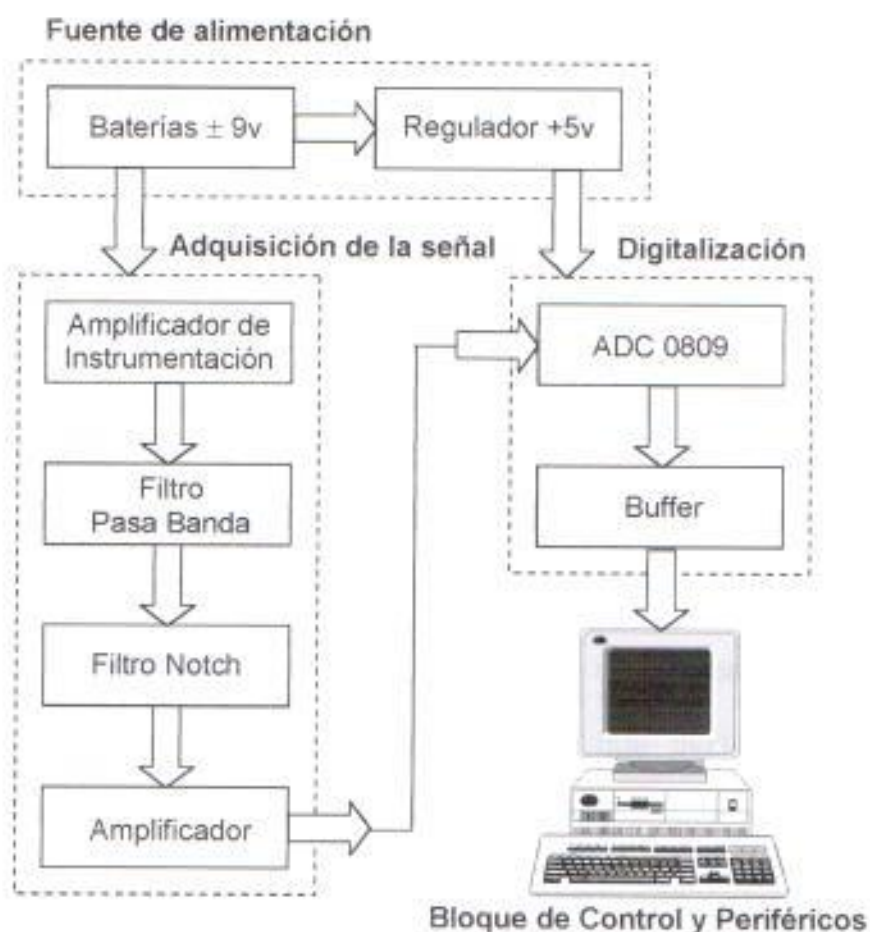 Fuente de alimentación
Baterías ± 9v
Regulador +5v
Adquisición de la señal
Amplificador de
Instrumentación
Filtro
Pasa Banda
Filtro Notch
Amplificador
Digitalización
ADC 0809
Buffer
Bloque de Control y Periféricos